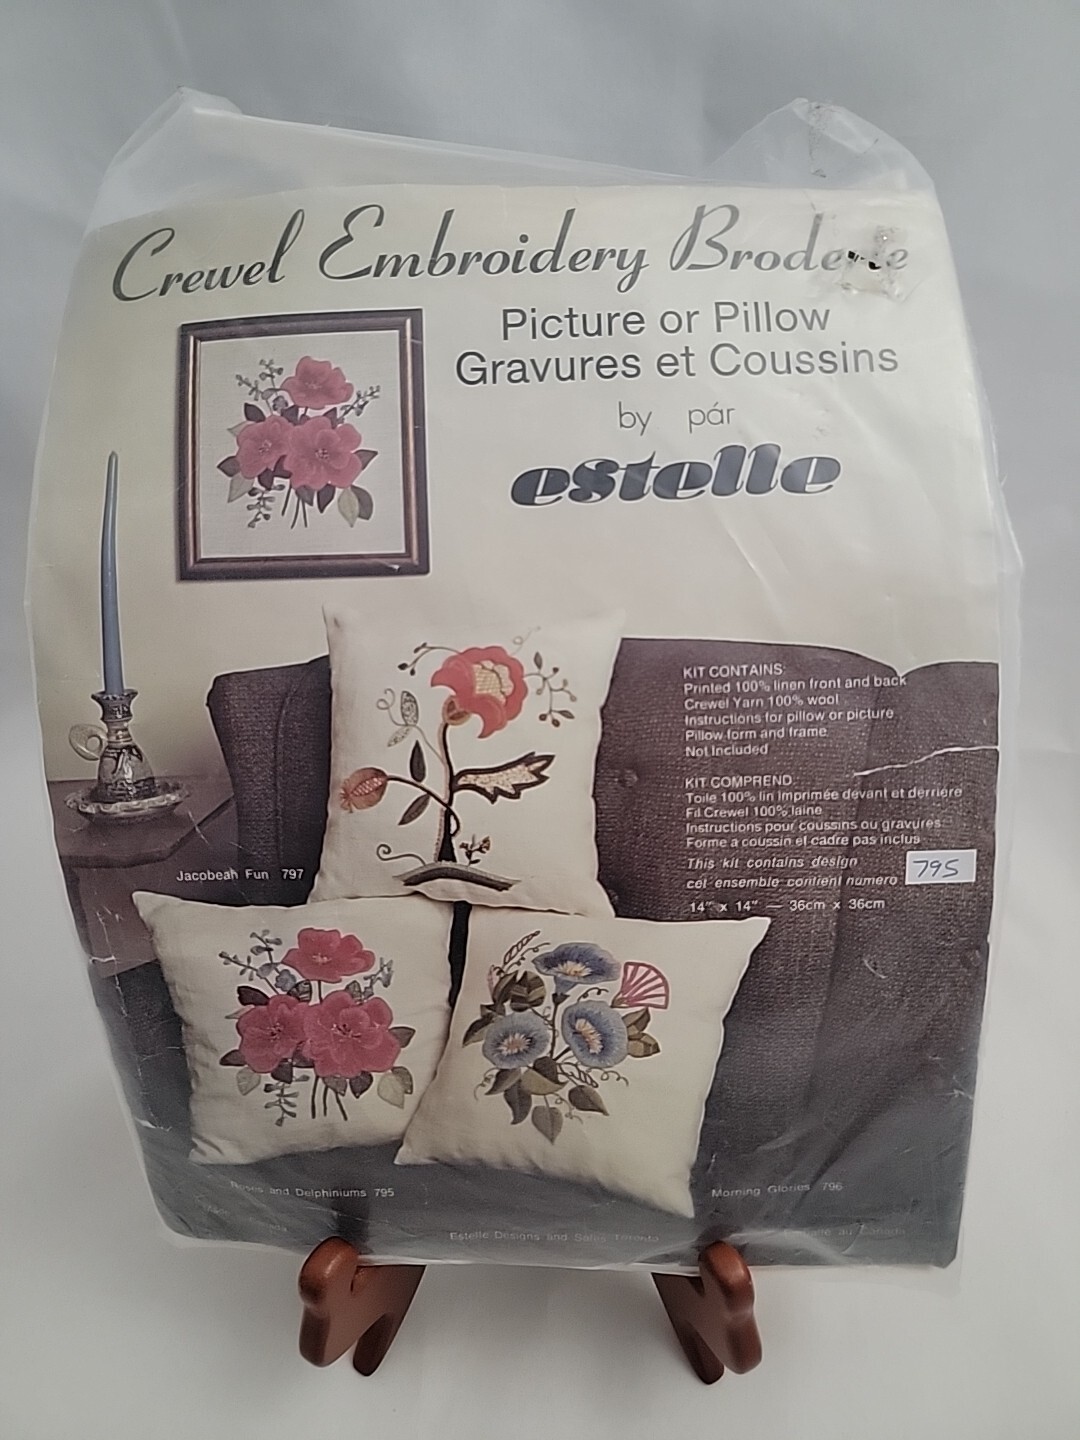 Crewel Embroidery Broderie
Picture or Pillow
Gravures et Coussins
by pár
estelle
KIT CONTAINS:
Printed 100% linen front and back
Crewel Yarn 100% wool
Instructions for pillow or picture
Pillow form and frame
Not Included
KIT COMPREND:
Toile 100% lin imprimée devant et derriere
Fil Crewel 100% laine
Instructions pour coussins ou gravures
Forme a coussin et cadre pas inclus
This kit contains design
cet ensemble contient numero 795
14" x 14" — 36cm x 36cm
Jacobeah Fun 797
Roses and Delphiniums 795
Morning Glories 796
Estelle Designs and Sales Toronto
au Canada